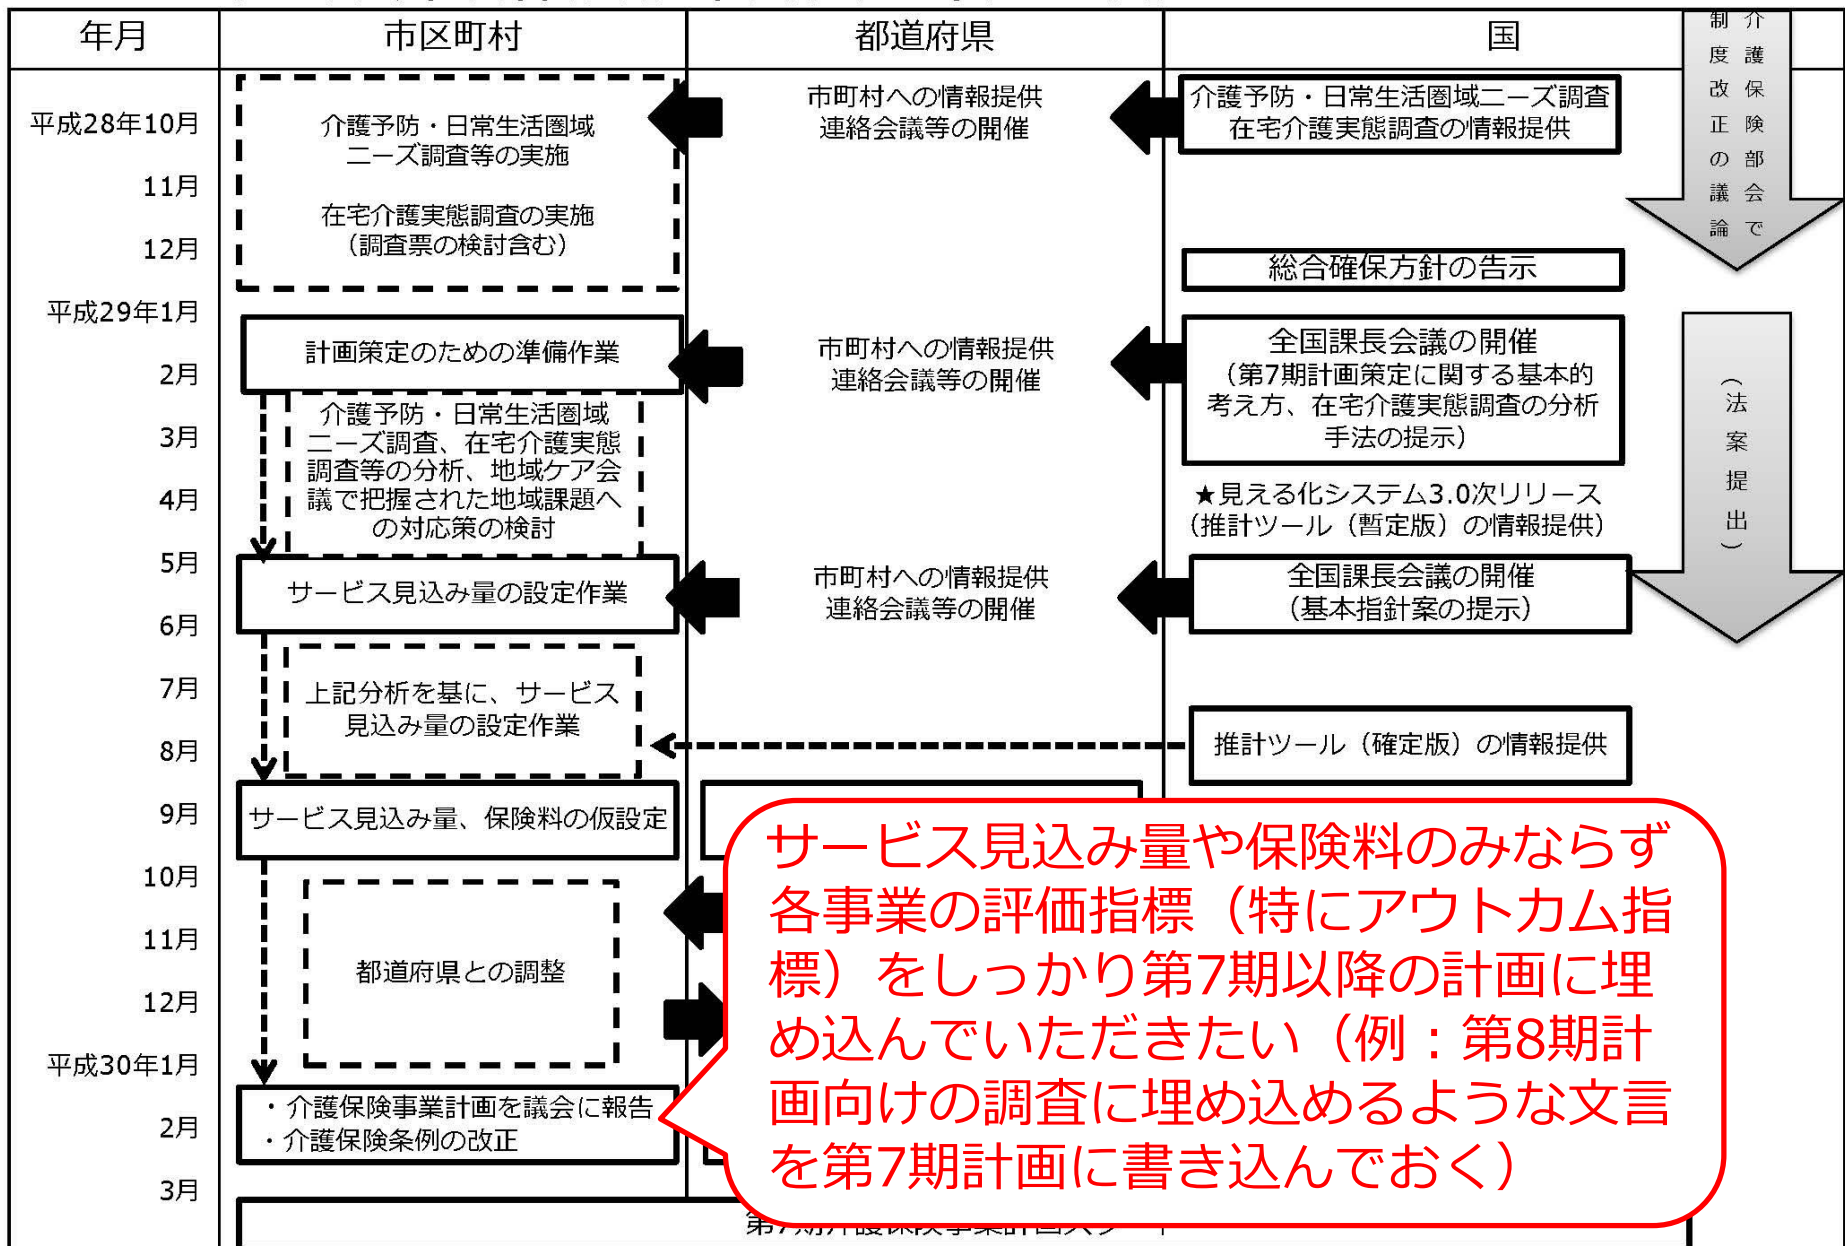 年月
市区町村
都道府県
国
介護保険部会で
制度改正の議論
平成28年10月
11月
12月
平成29年1月
2月
3月
4月
5月
6月
7月
8月
9月
10月
11月
12月
平成30年1月
2月
3月
介護予防・日常生活圏域
ニーズ調査等の実施
在宅介護実態調査の実施
（調査票の検討含む）
市町村への情報提供
連絡会議等の開催
介護予防・日常生活圏域ニーズ調査
在宅介護実態調査の情報提供
総合確保方針の告示
計画策定のための準備作業
市町村への情報提供
連絡会議等の開催
全国課長会議の開催
（第7期計画策定に関する基本的
考え方、在宅介護実態調査の分析
手法の提示）
（法案提出）
介護予防・日常生活圏域
ニーズ調査、在宅介護実態
調査等の分析、地域ケア会
議で把握された地域課題へ
の対応策の検討
★見える化システム3.0次リリース
（推計ツール（暫定版）の情報提供）
サービス見込み量の設定作業
市町村への情報提供
連絡会議等の開催
全国課長会議の開催
（基本指針案の提示）
上記分析を基に、サービス
見込み量の設定作業
推計ツール（確定版）の情報提供
サービス見込み量、保険料の仮設定
都道府県との調整
・介護保険事業計画を議会に報告
・介護保険条例の改正
サービス見込み量や保険料のみならず
各事業の評価指標（特にアウトカム指
標）をしっかり第7期以降の計画に埋
め込んでいただきたい（例：第8期計
画向けの調査に埋め込めるような文言
を第7期計画に書き込んでおく）